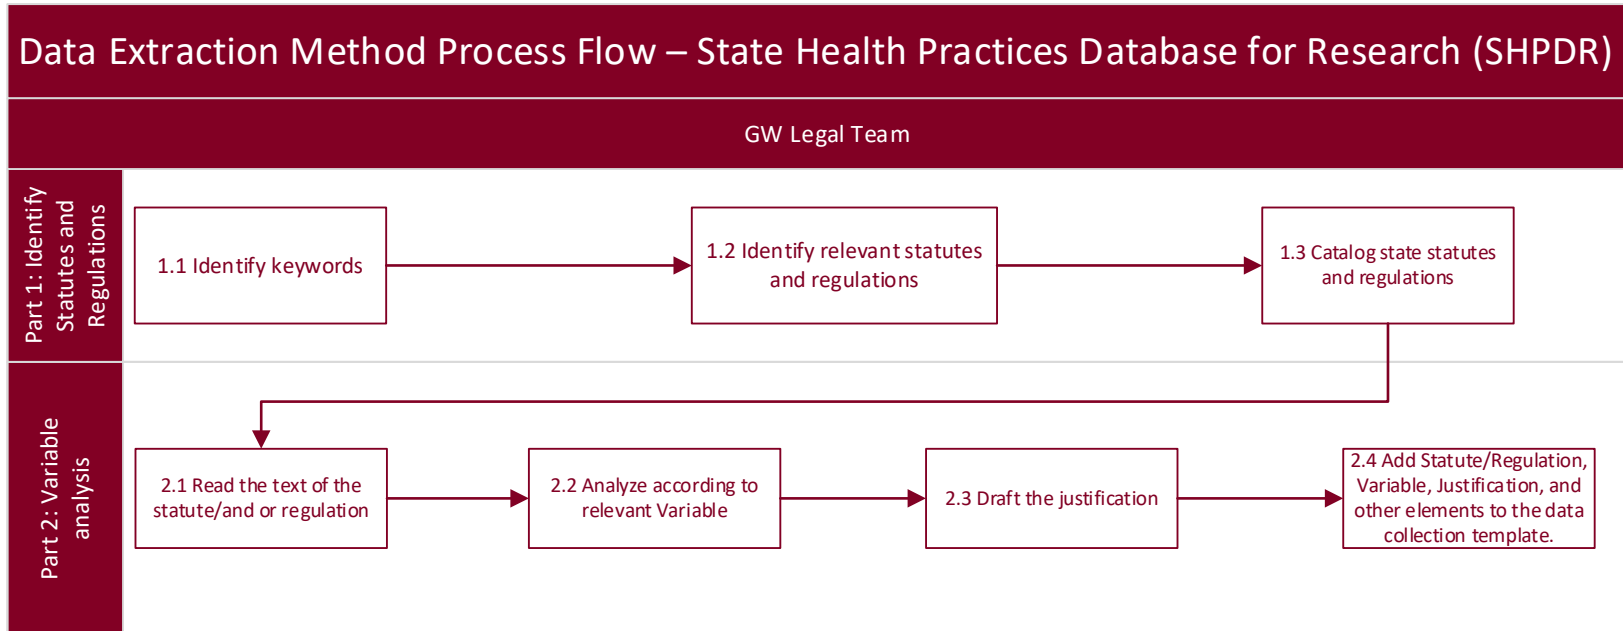 Data Extraction Method Process Flow – State Health Practices Database for Research (SHPDR)
GW Legal Team
Part 1: Identify
Statutes and
Regulations
1.1 Identify keywords
1.2 Identify relevant statutes
and regulations
1.3 Catalog state statutes
and regulations
Part 2: Variable
analysis
2.1 Read the text of the
statute/and or regulation
2.2 Analyze according to
relevant Variable
2.3 Draft the justification
2.4 Add Statute/Regulation,
Variable, Justification, and
other elements to the data
collection template.